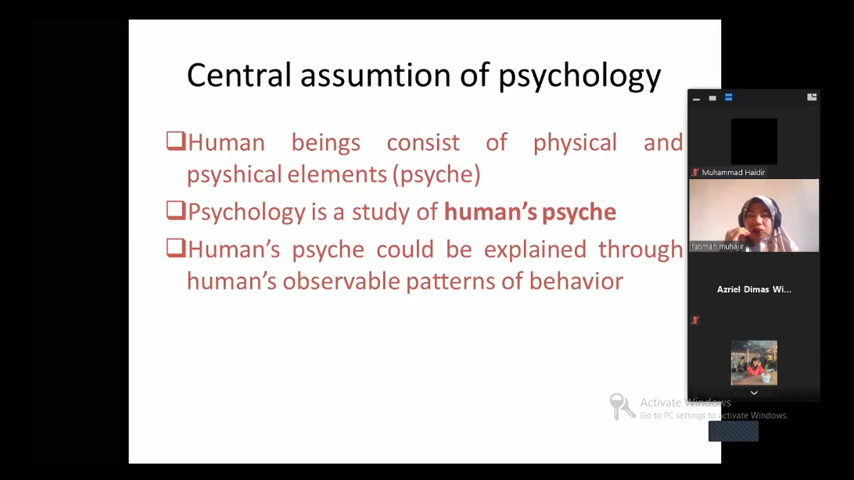 Central assumtion of psychology
Human beings consist of physical and
psyshical elements (psyche)
Psychology is a study of human's psyche
Human's psyche could be explained through
human's observable patterns of behavior
Muhammad Haidir
fatimah muhajir
Azriel Dimas Wi...
Activate Windows
Go to PC settings to activate Windows.